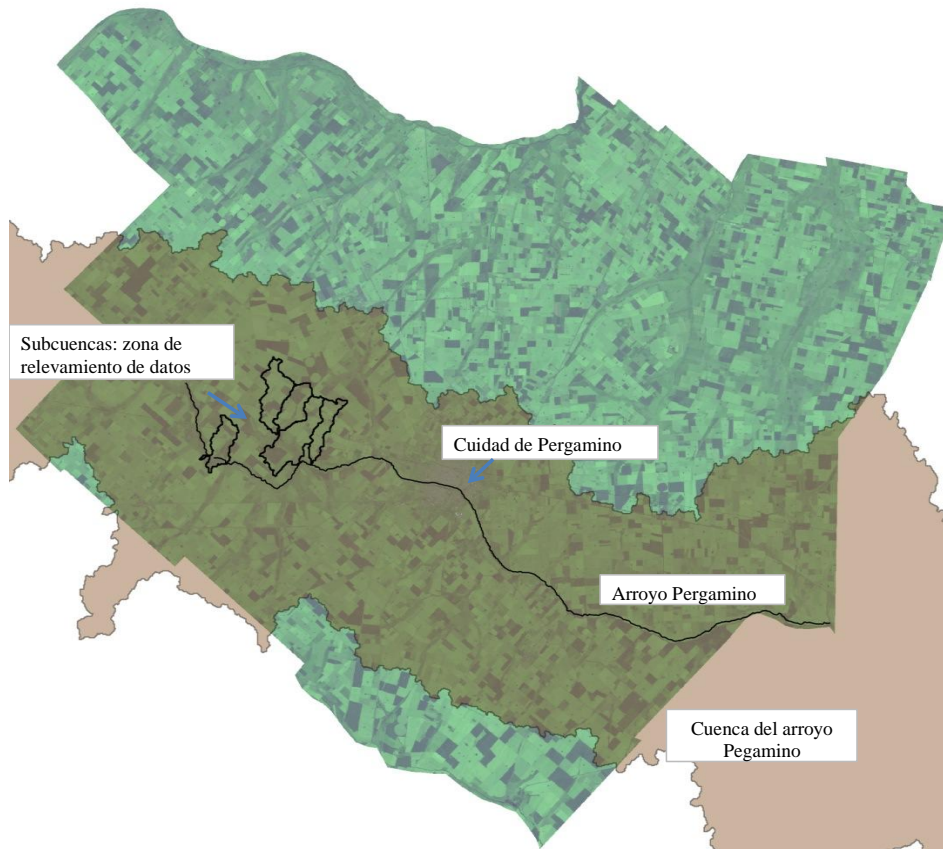 Subcuencas: zona de
relevamiento de datos
Cuidad de Pergamino
Arroyo Pergamino
Cuenca del arroyo
Pegamino